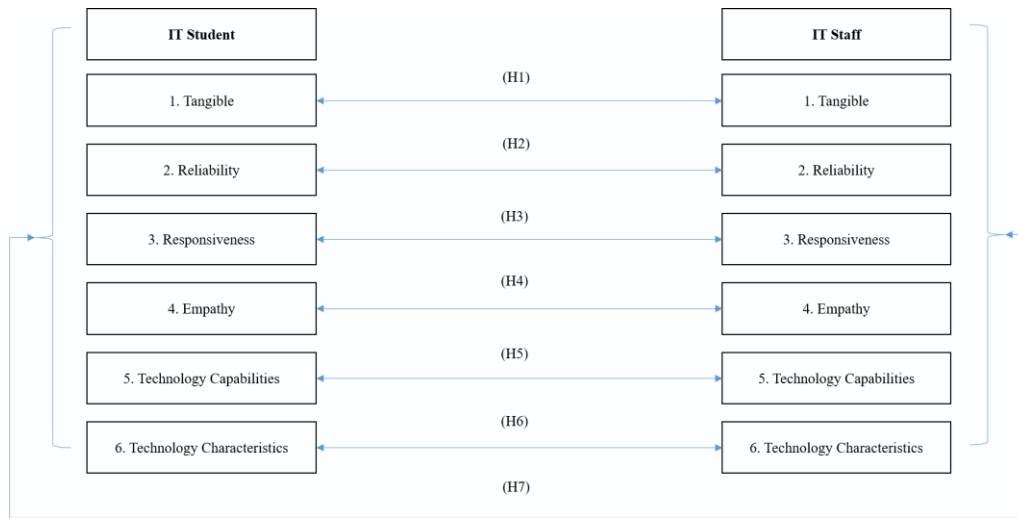 IT Student
IT Staff
(H1)
1. Tangible
1. Tangible
(H2)
2. Reliability
2. Reliability
(H3)
3. Responsiveness
3. Responsiveness
(H4)
4. Empathy
4. Empathy
(H5)
5. Technology Capabilities
5. Technology Capabilities
(H6)
6. Technology Characteristics
6. Technology Characteristics
(H7)